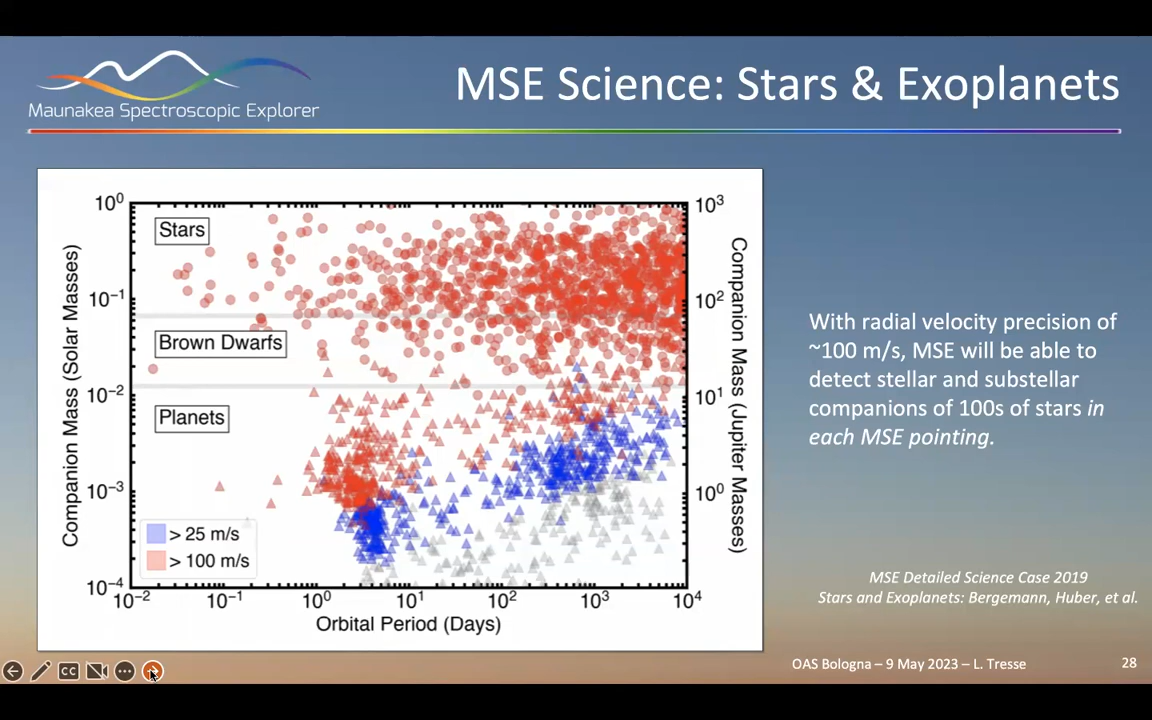 Maunakea Spectroscopic Explorer
MSE Science: Stars & Exoplanets
10⁰
10⁻¹
10⁻²
10⁻³
10⁻⁴
Companion Mass (Solar Masses)
Stars
Brown Dwarfs
Planets
> 25 m/s
> 100 m/s
10³
10²
10¹
10⁰
Companion Mass (Jupiter Masses)
10⁻² 10⁻¹ 10⁰ 10¹ 10² 10³ 10⁴
Orbital Period (Days)
With radial velocity precision of
~100 m/s, MSE will be able to
detect stellar and substellar
companions of 100s of stars in
each MSE pointing.
MSE Detailed Science Case 2019
Stars and Exoplanets: Bergemann, Huber, et al.
CC
OAS Bologna – 9 May 2023 – L. Tresse
28